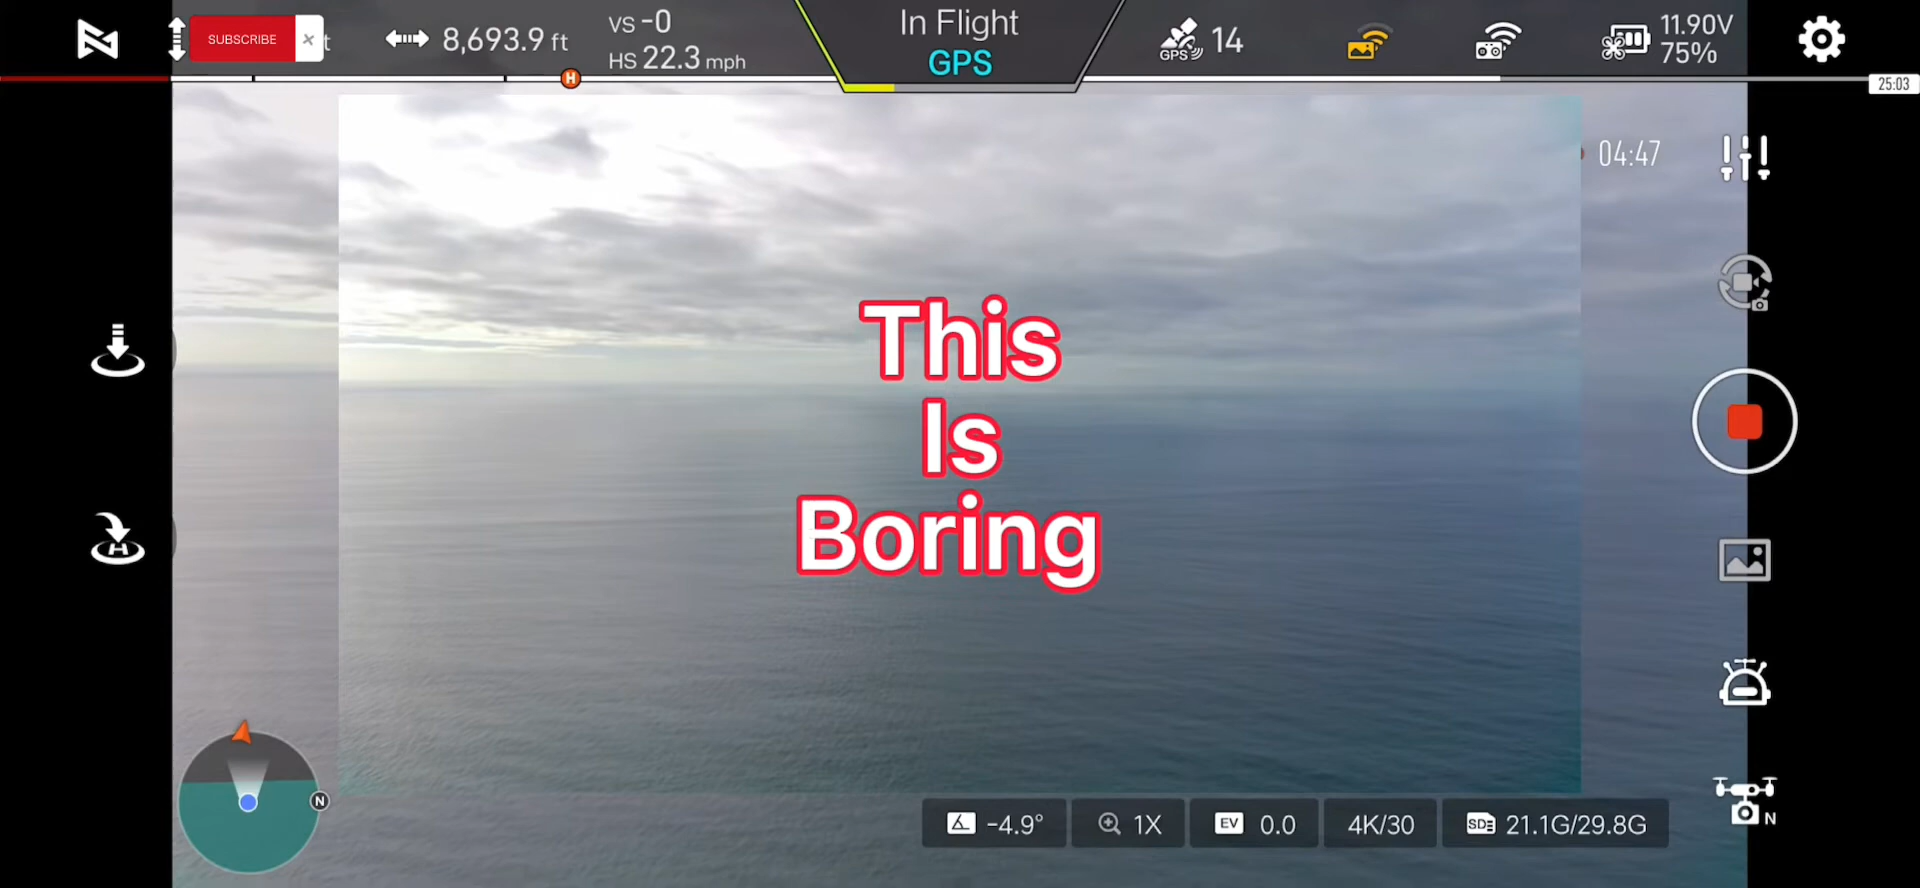 SUBSCRIBE
t
8,693.9 ft
VS -0
HS 22.3 mph
In Flight
GPS
GPS
14
11.90V
75%
H
25:03
04:47
This
Is
Boring
H
N
-4.9°
1X
EV 0.0
4K/30
SD 21.1G/29.8G
N